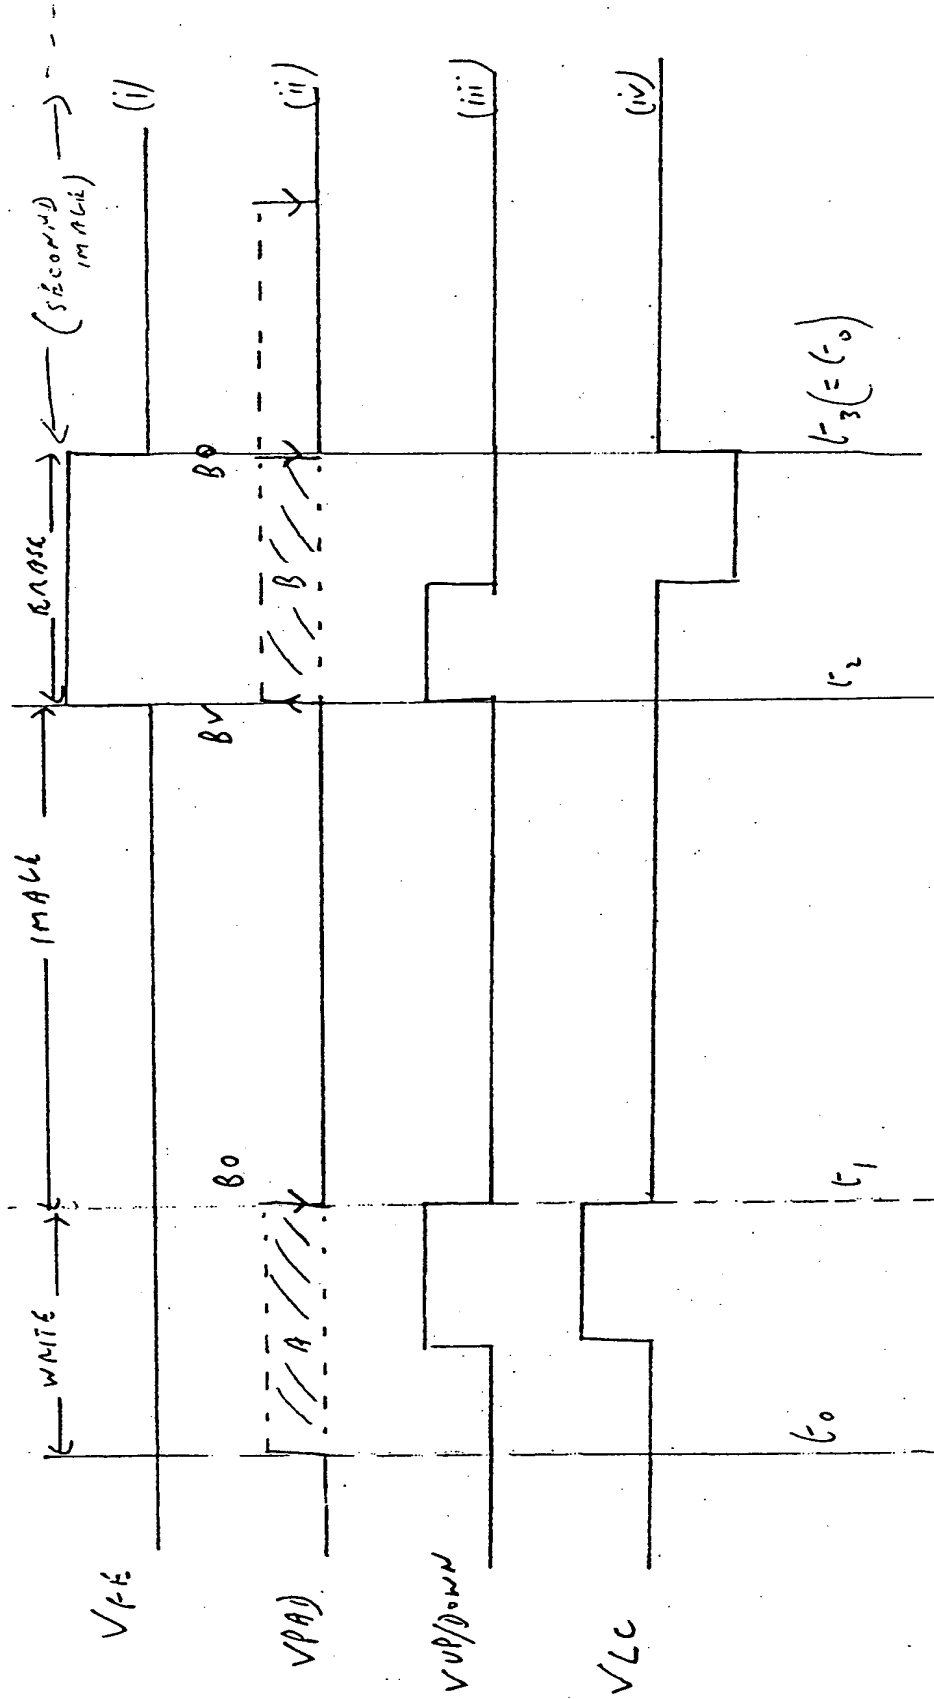 WRITE
IMAGE
ERASE
(SECOND
IMAGE)
VFE
(i)
VPAD
A
BO
BV
B
BO
(ii)
VUP/DOWN
(iii)
VLC
(iv)
t0
t1
t2
t3(=t0)